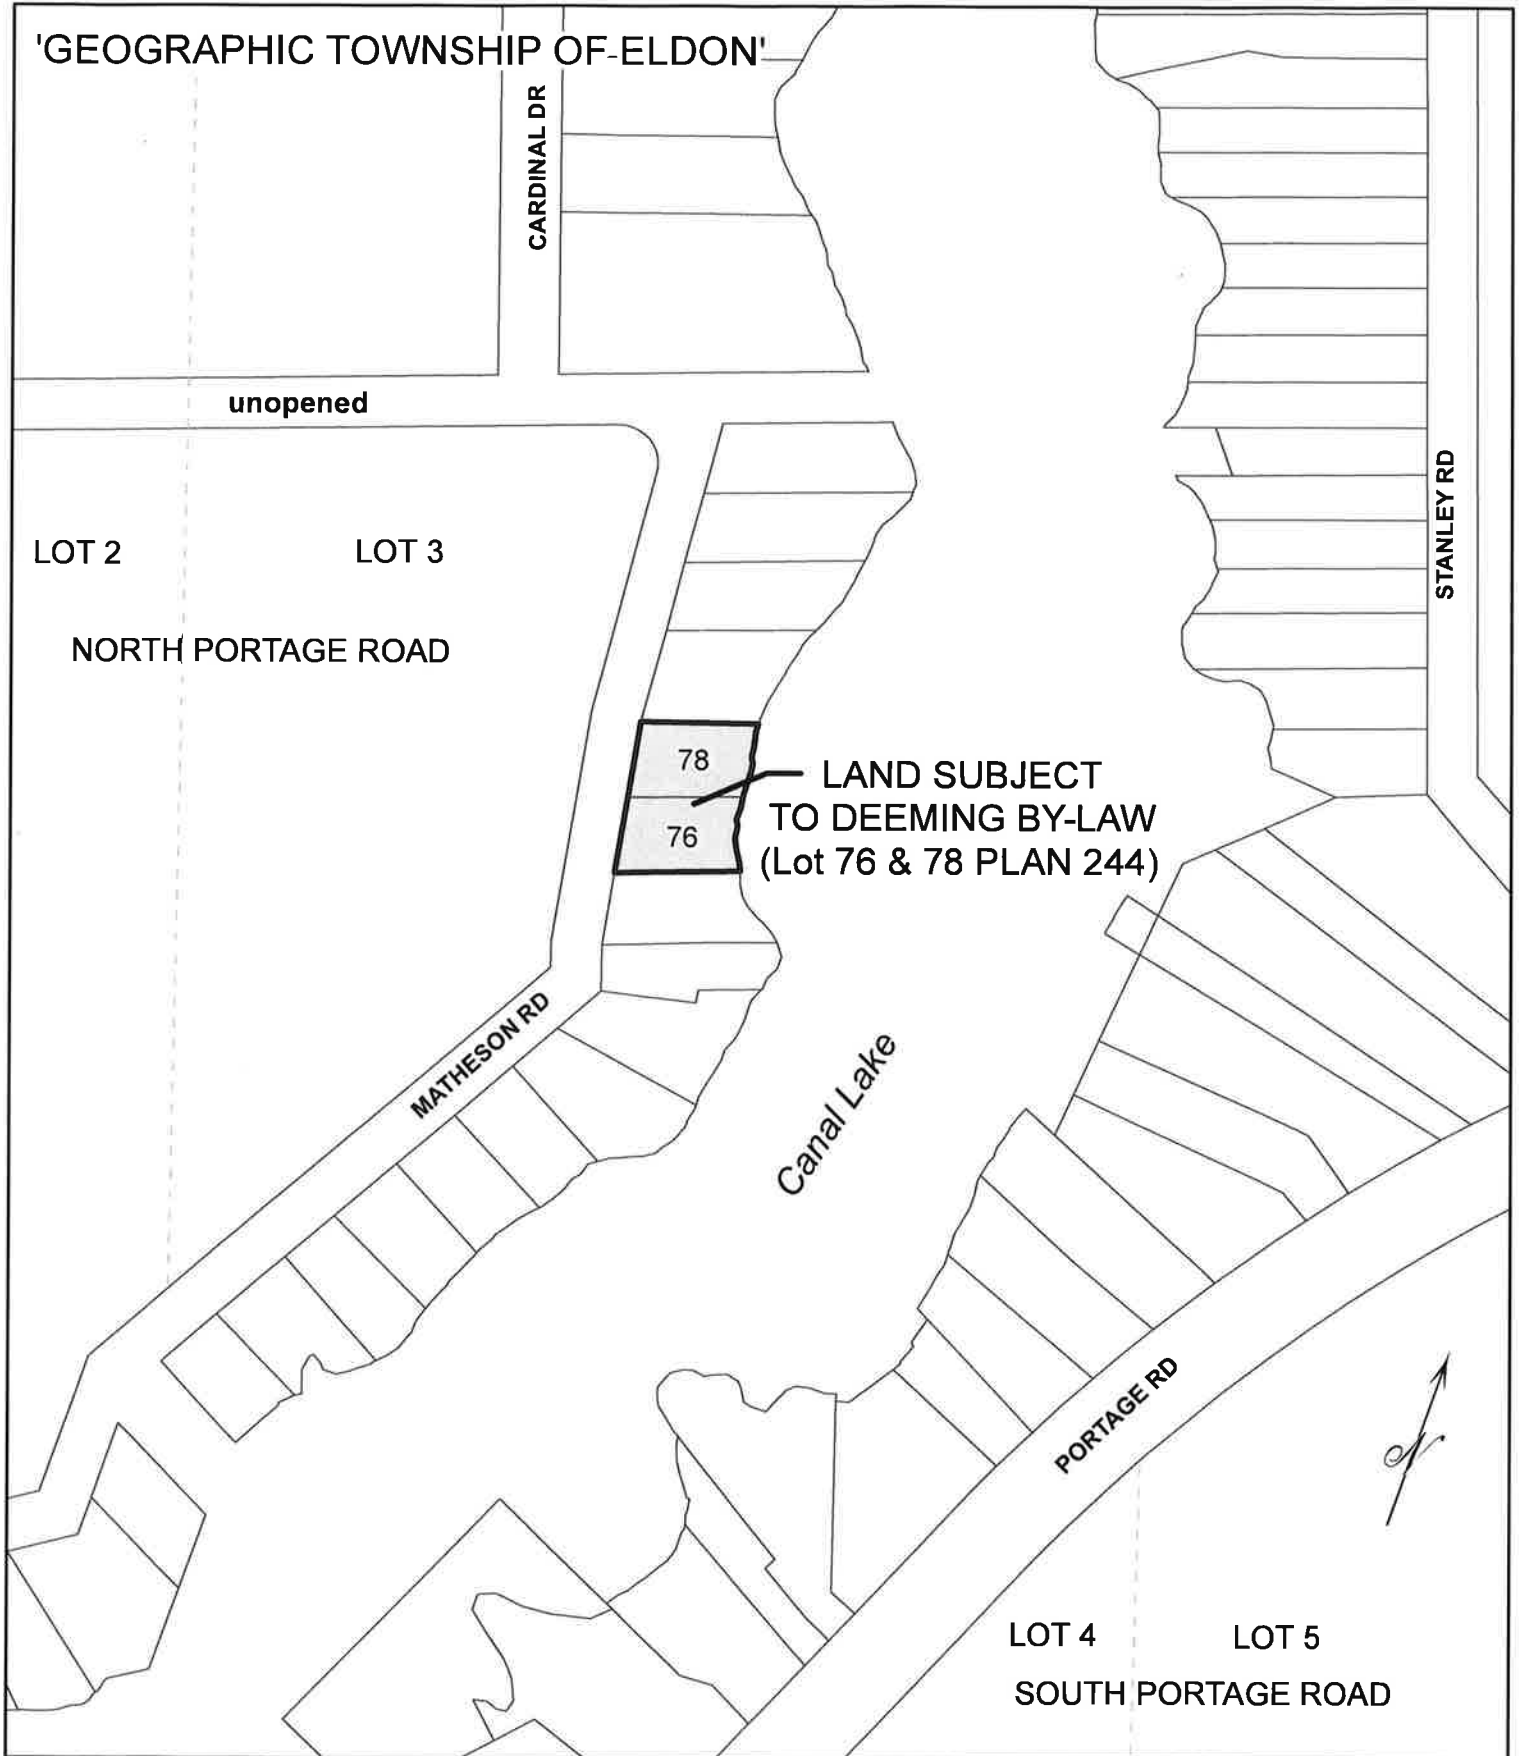 'GEOGRAPHIC TOWNSHIP OF-ELDON'
CARDINAL DR
unopened
STANLEY RD
LOT 2
LOT 3
NORTH PORTAGE ROAD
78
76
LAND SUBJECT
TO DEEMING BY-LAW
(Lot 76 & 78 PLAN 244)
MATHESON RD
Canal Lake
PORTAGE RD
N
LOT 4
LOT 5
SOUTH PORTAGE ROAD